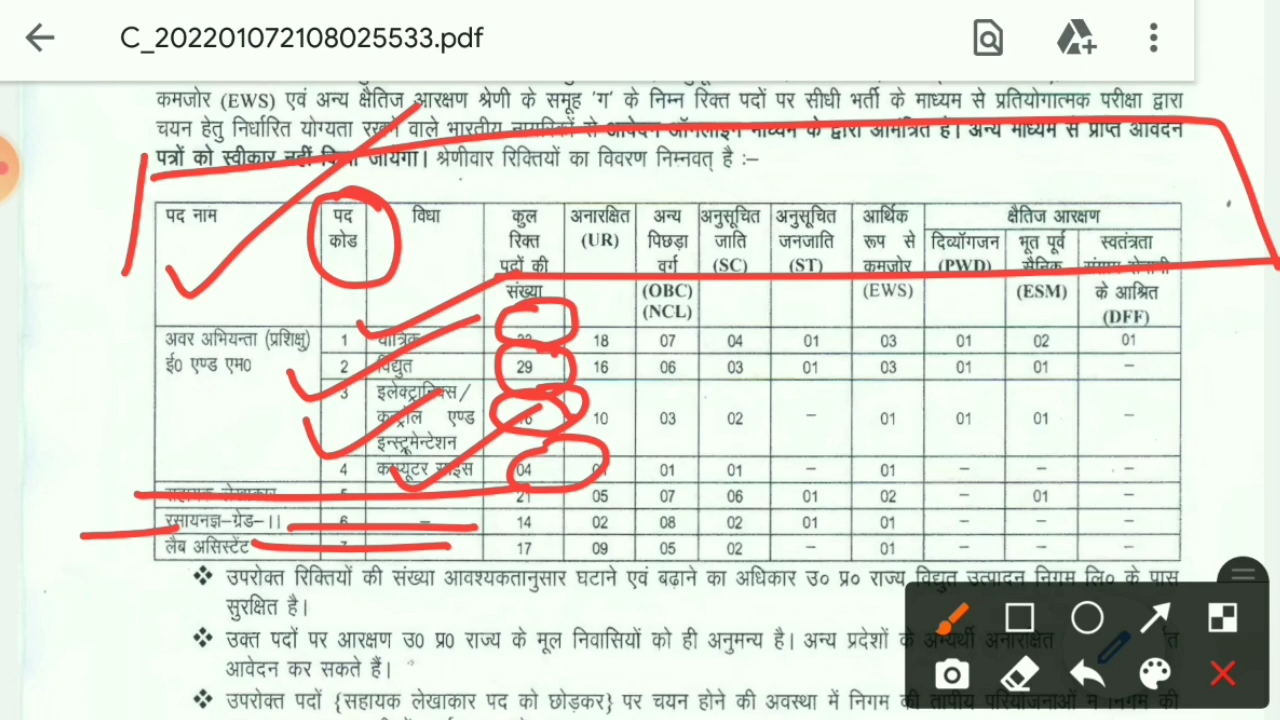 C_202201072108025533.pdf
कमजोर (EWS) एवं अन्य क्षैतिज आरक्षण श्रेणी के समूह 'ग' के निम्न रिक्त पदों पर सीधी भर्ती के माध्यम से प्रतियोगात्मक परीक्षा द्वारा
चयन हेतु निर्धारित योग्यता रखने वाले भारतीय नागरिकों से आवेदन ऑनलाइन माध्यम के द्वारा आमंत्रित है। अन्य माध्यम से प्राप्त आवेदन
पत्रों को स्वीकार नहीं किया जायेगा। श्रेणीवार रिक्तियों का विवरण निम्नवत् है :–
पद नाम पद कोड विधा कुल रिक्त पदों की संख्या अनारक्षित (UR) अन्य पिछड़ा वर्ग (OBC) (NCL) अनुसूचित जाति (SC) अनुसूचित जनजाति (ST) आर्थिक रूप से कमजोर (EWS) क्षैतिज आरक्षण
दिव्याँगजन (PWD) भूत पूर्व सैनिक (ESM) स्वतंत्रता संग्राम सेनानी के आश्रित (DFF)
अवर अभियन्ता (प्रशिक्षु) ई0 एण्ड एम0
1 यांत्रिक 18 07 04 01 03 01 02 01
2 विद्युत 29 16 06 03 01 03 01 01 –
3 इलेक्ट्रानिक्स/ कन्ट्रोल एण्ड इन्स्ट्रूमेन्टेशन 10 03 02 – 01 01 01 –
4 कम्प्यूटर साइंस 04 01 01 01 – 01 – – –
सहायक लेखाकार 5 21 05 07 06 01 02 – 01 –
रसायनज्ञ–ग्रेड–।। 6 – 14 02 08 02 01 01 – – –
लैब असिस्टेंट 17 09 05 02 – 01 – – –
❖ उपरोक्त रिक्तियों की संख्या आवश्यकतानुसार घटाने एवं बढ़ाने का अधिकार उ० प्र० राज्य विद्युत उत्पादन निगम लि० के पास
सुरक्षित है।
❖ उक्त पदों पर आरक्षण उ0 प्र0 राज्य के मूल निवासियों को ही अनुमन्य है। अन्य प्रदेशों के अभ्यर्थी अनारक्षित
आवेदन कर सकते हैं।
❖ उपरोक्त पदों {सहायक लेखाकार पद को छोड़कर} पर चयन होने की अवस्था में निगम की तापीय परियोजनाओं में निगम की